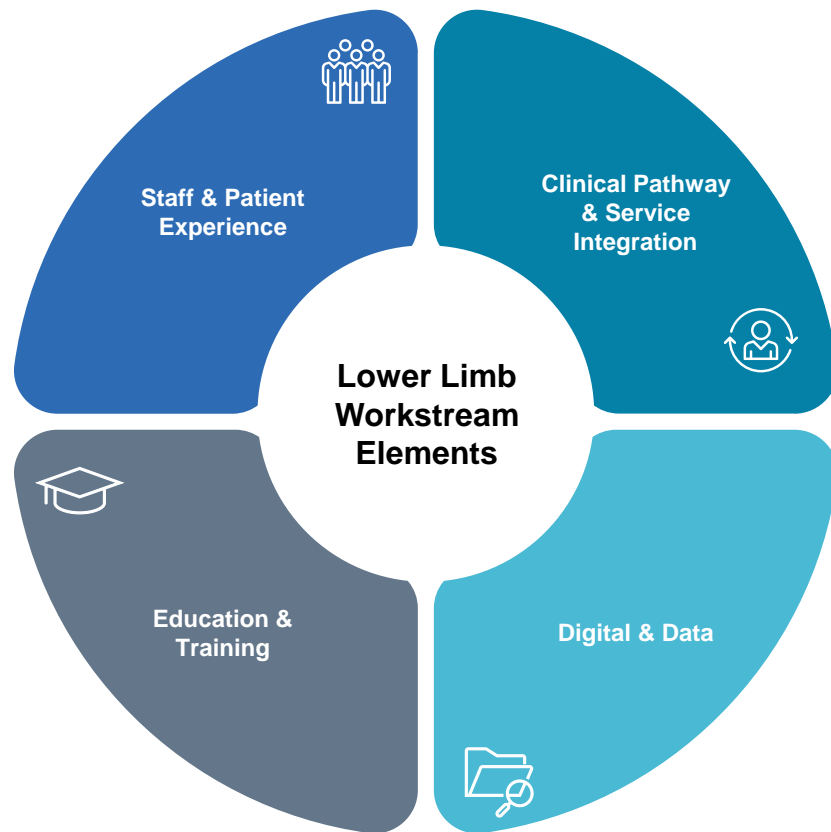 Staff & Patient
Experience
Clinical Pathway
& Service
Integration
Lower Limb
Workstream
Elements
Education &
Training
Digital & Data